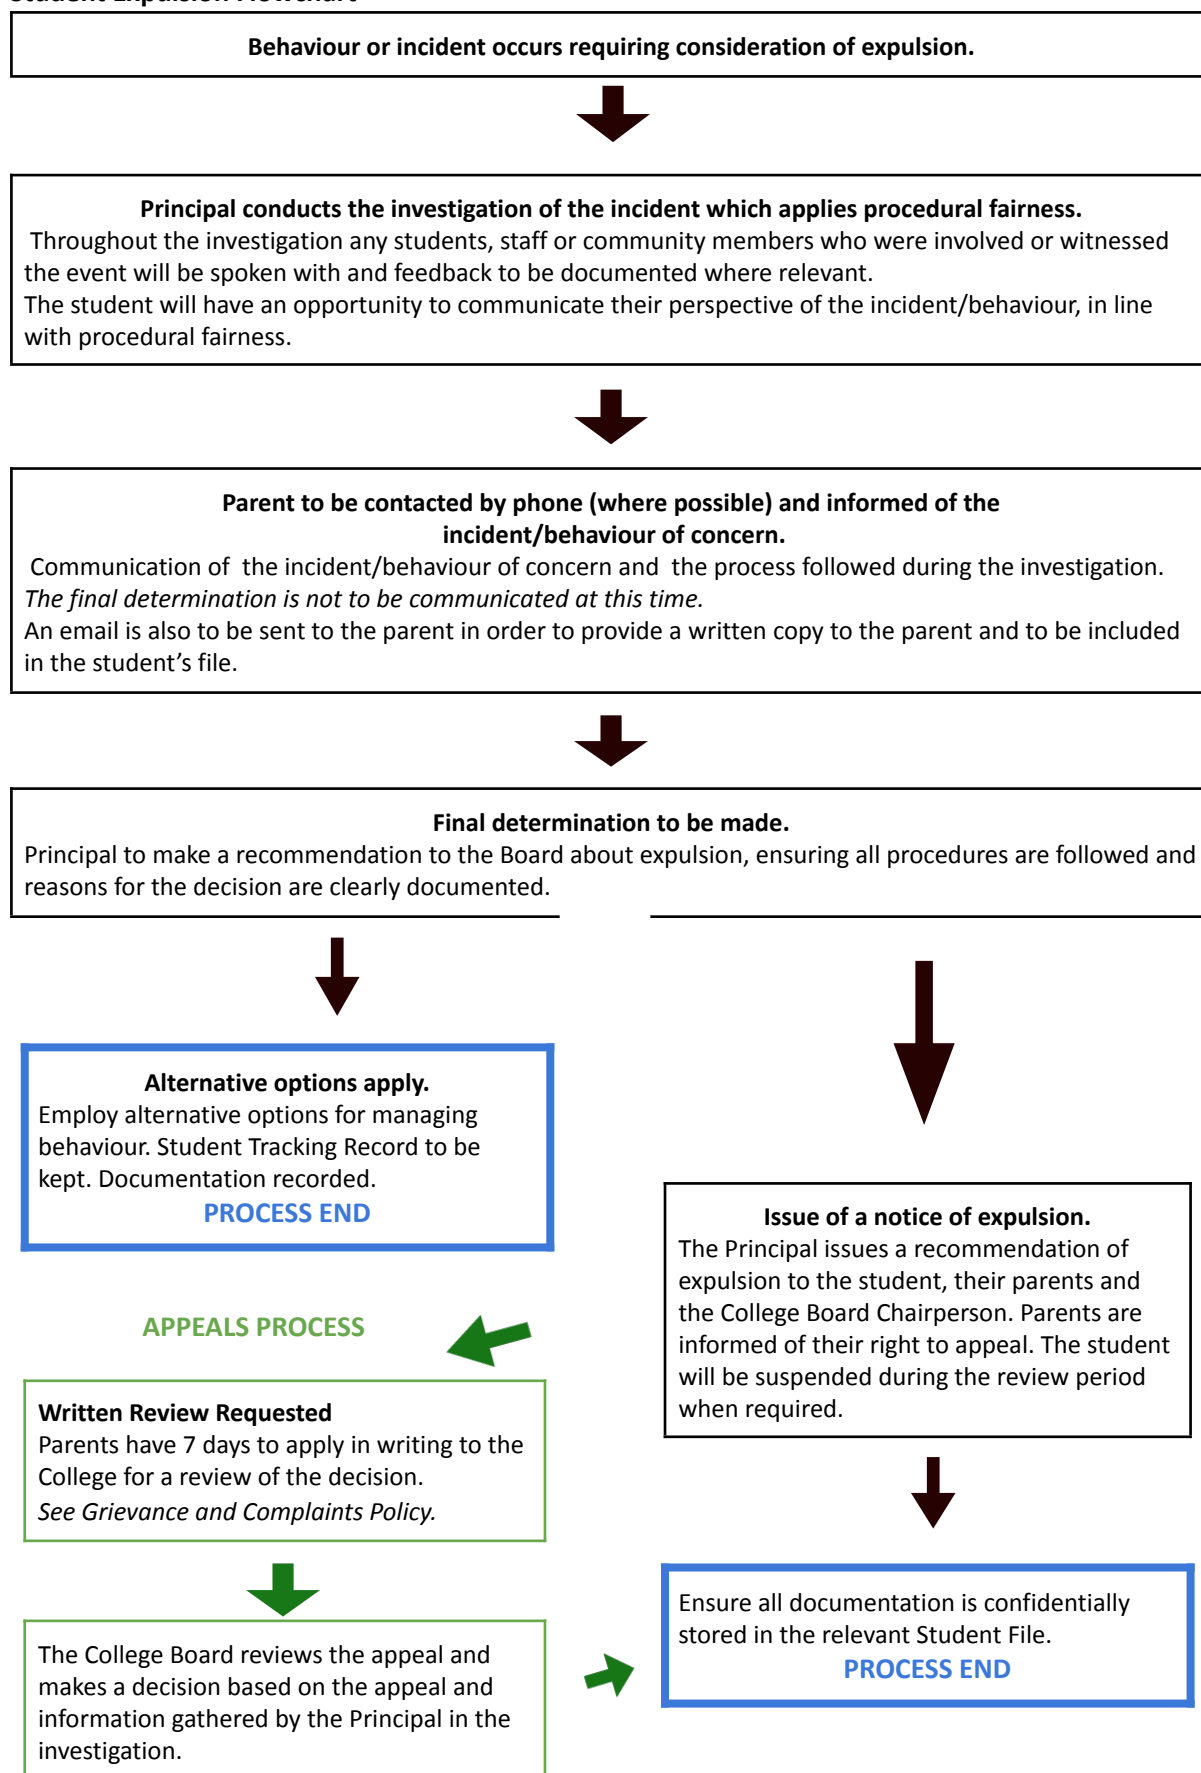 Student Expulsion Flowchart
Behaviour or incident occurs requiring consideration of expulsion.
Principal conducts the investigation of the incident which applies procedural fairness.
Throughout the investigation any students, staff or community members who were involved or witnessed
the event will be spoken with and feedback to be documented where relevant.
The student will have an opportunity to communicate their perspective of the incident/behaviour, in line
with procedural fairness.
Parent to be contacted by phone (where possible) and informed of the
incident/behaviour of concern.
Communication of the incident/behaviour of concern and the process followed during the investigation.
The final determination is not to be communicated at this time.
An email is also to be sent to the parent in order to provide a written copy to the parent and to be included
in the student's file.
Final determination to be made.
Principal to make a recommendation to the Board about expulsion, ensuring all procedures are followed and
reasons for the decision are clearly documented.
Alternative options apply.
Employ alternative options for managing
behaviour. Student Tracking Record to be
kept. Documentation recorded.
PROCESS END
Issue of a notice of expulsion.
The Principal issues a recommendation of
expulsion to the student, their parents and
the College Board Chairperson. Parents are
informed of their right to appeal. The student
will be suspended during the review period
when required.
APPEALS PROCESS
Written Review Requested
Parents have 7 days to apply in writing to the
College for a review of the decision.
See Grievance and Complaints Policy.
The College Board reviews the appeal and
makes a decision based on the appeal and
information gathered by the Principal in the
investigation.
Ensure all documentation is confidentially
stored in the relevant Student File.
PROCESS END